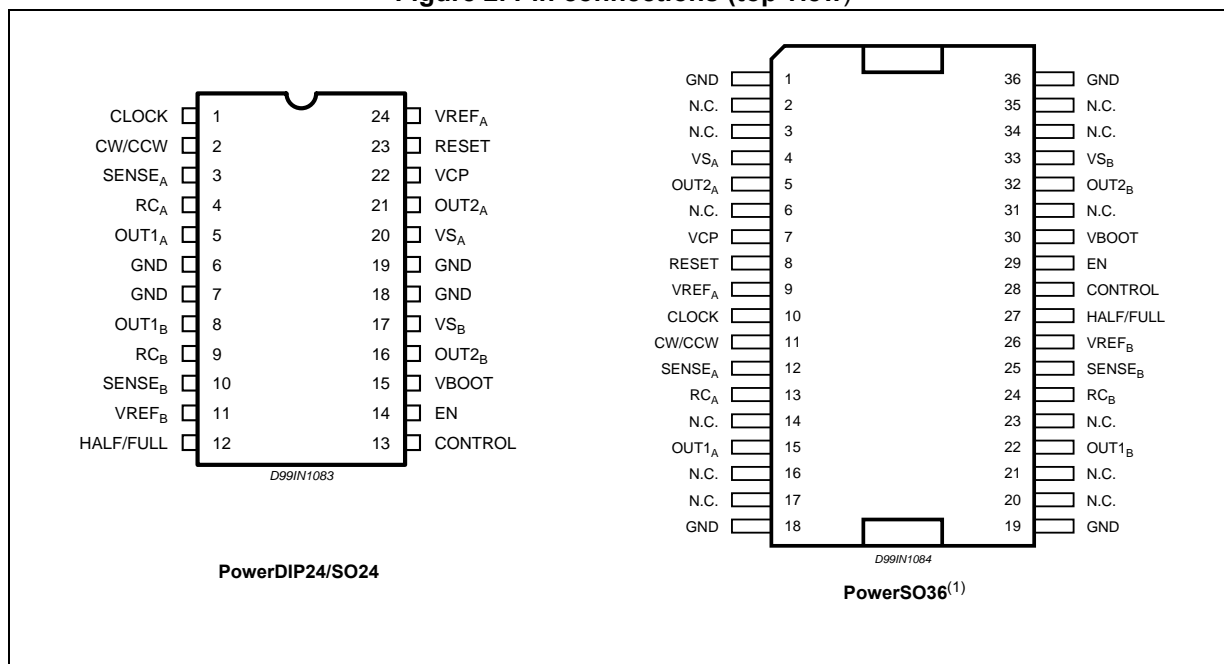 Figure 2. Pin connections (top view)
CLOCK 1 24 VREFA
CW/CCW 2 23 RESET
SENSEA 3 22 VCP
RCA 4 21 OUT2A
OUT1A 5 20 VSA
GND 6 19 GND
GND 7 18 GND
OUT1B 8 17 VSB
RCB 9 16 OUT2B
SENSEB 10 15 VBOOT
VREFB 11 14 EN
HALF/FULL 12 13 CONTROL
D99IN1083
PowerDIP24/SO24
GND 1 36 GND
N.C. 2 35 N.C.
N.C. 3 34 N.C.
VSA 4 33 VSB
OUT2A 5 32 OUT2B
N.C. 6 31 N.C.
VCP 7 30 VBOOT
RESET 8 29 EN
VREFA 9 28 CONTROL
CLOCK 10 27 HALF/FULL
CW/CCW 11 26 VREFB
SENSEA 12 25 SENSEB
RCA 13 24 RCB
N.C. 14 23 N.C.
OUT1A 15 22 OUT1B
N.C. 16 21 N.C.
N.C. 17 20 N.C.
GND 18 19 GND
D99IN1084
PowerSO36(1)